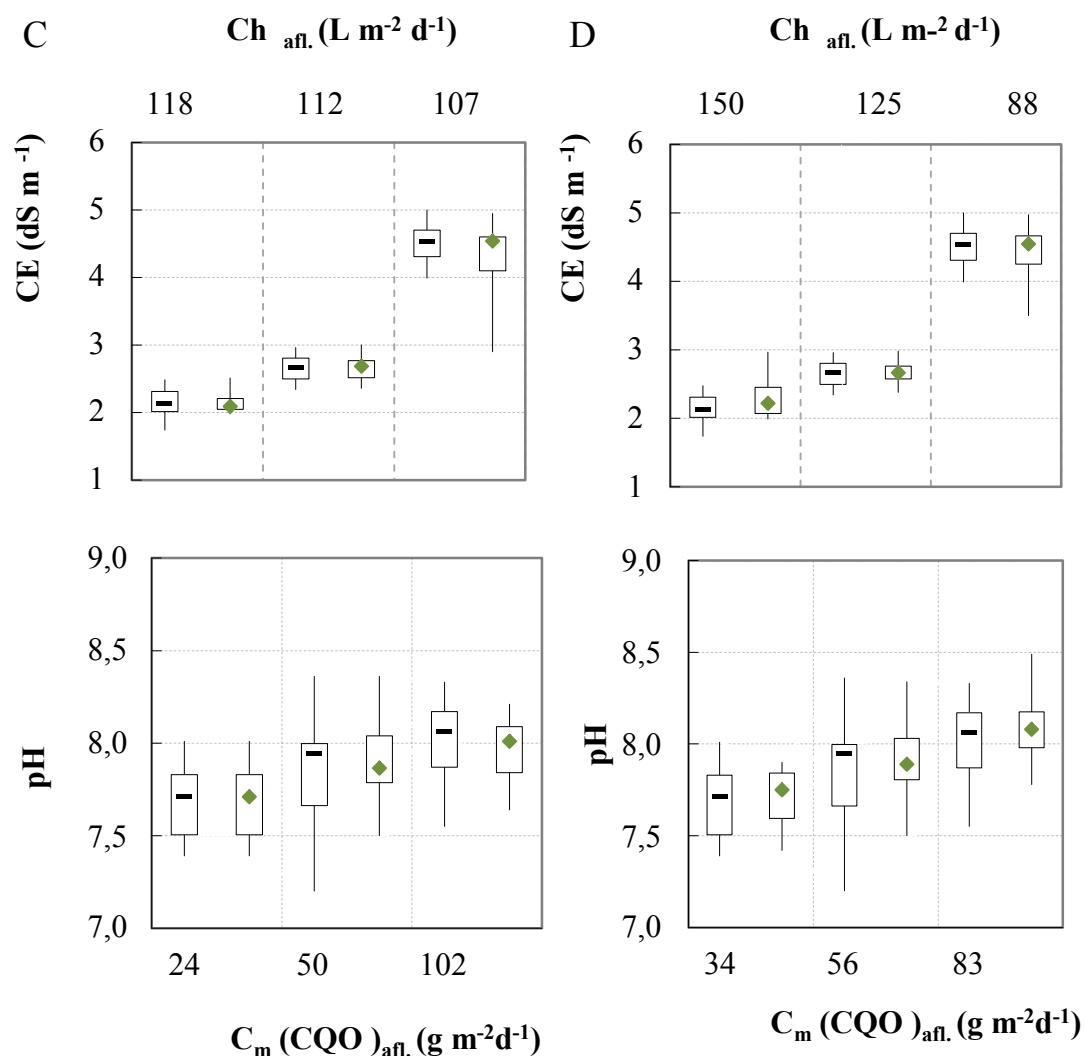 C
Ch afl. (L m-2 d-1)
118 112 107
CE (dS m -1)
6
5
4
3
2
1
pH
9,0
8,5
8,0
7,5
7,0
24 50 102
Cm (CQO )afl. (g m-2d-1)
D
Ch afl. (L m-2 d-1)
150 125 88
CE (dS m -1)
6
5
4
3
2
1
pH
9,0
8,5
8,0
7,5
7,0
34 56 83
Cm (CQO )afl. (g m-2d-1)